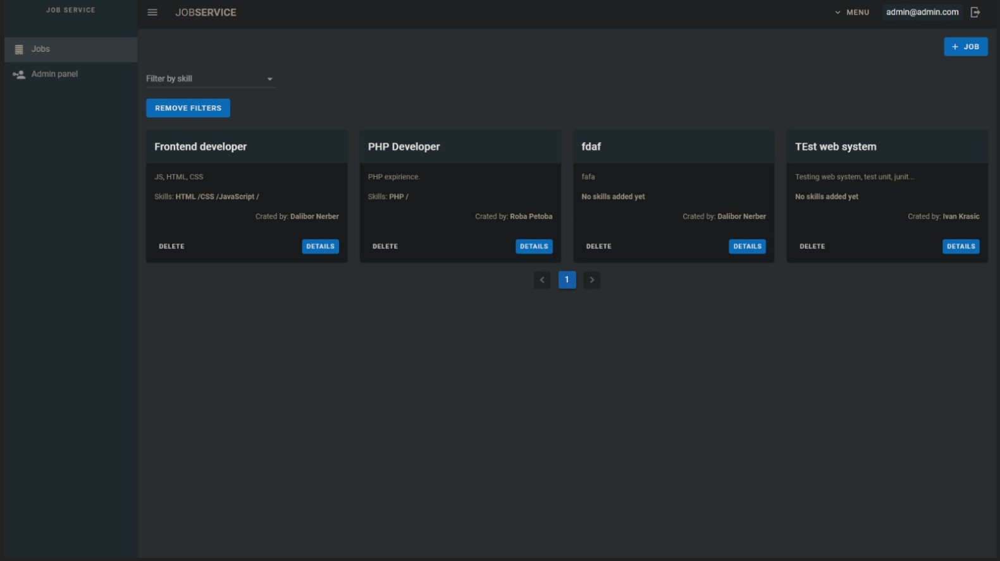 JOB SERVICE
JOBSERVICE
MENU
admin@admin.com
Jobs
Admin panel
+ JOB
Filter by skill
REMOVE FILTERS
Frontend developer
JS, HTML, CSS
Skills: HTML /CSS /JavaScript /
Crated by: Dalibor Nerber
DELETE
DETAILS
PHP Developer
PHP expirience.
Skills: PHP /
Crated by: Roba Petoba
DELETE
DETAILS
fdaf
fafa
No skills added yet
Crated by: Dalibor Nerber
DELETE
DETAILS
TEst web system
Testing web system, test unit, junit...
No skills added yet
Crated by: Ivan Krasic
DELETE
DETAILS
1